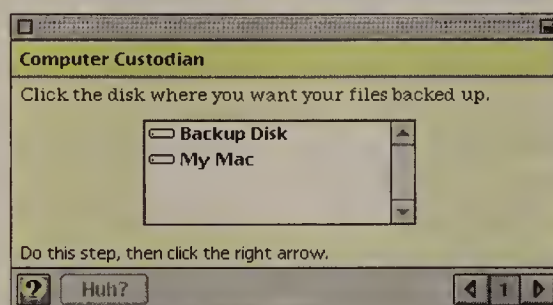 Computer Custodian
Click the disk where you want your files backed up.
Backup Disk
My Mac
Do this step, then click the right arrow.
? Huh? 1